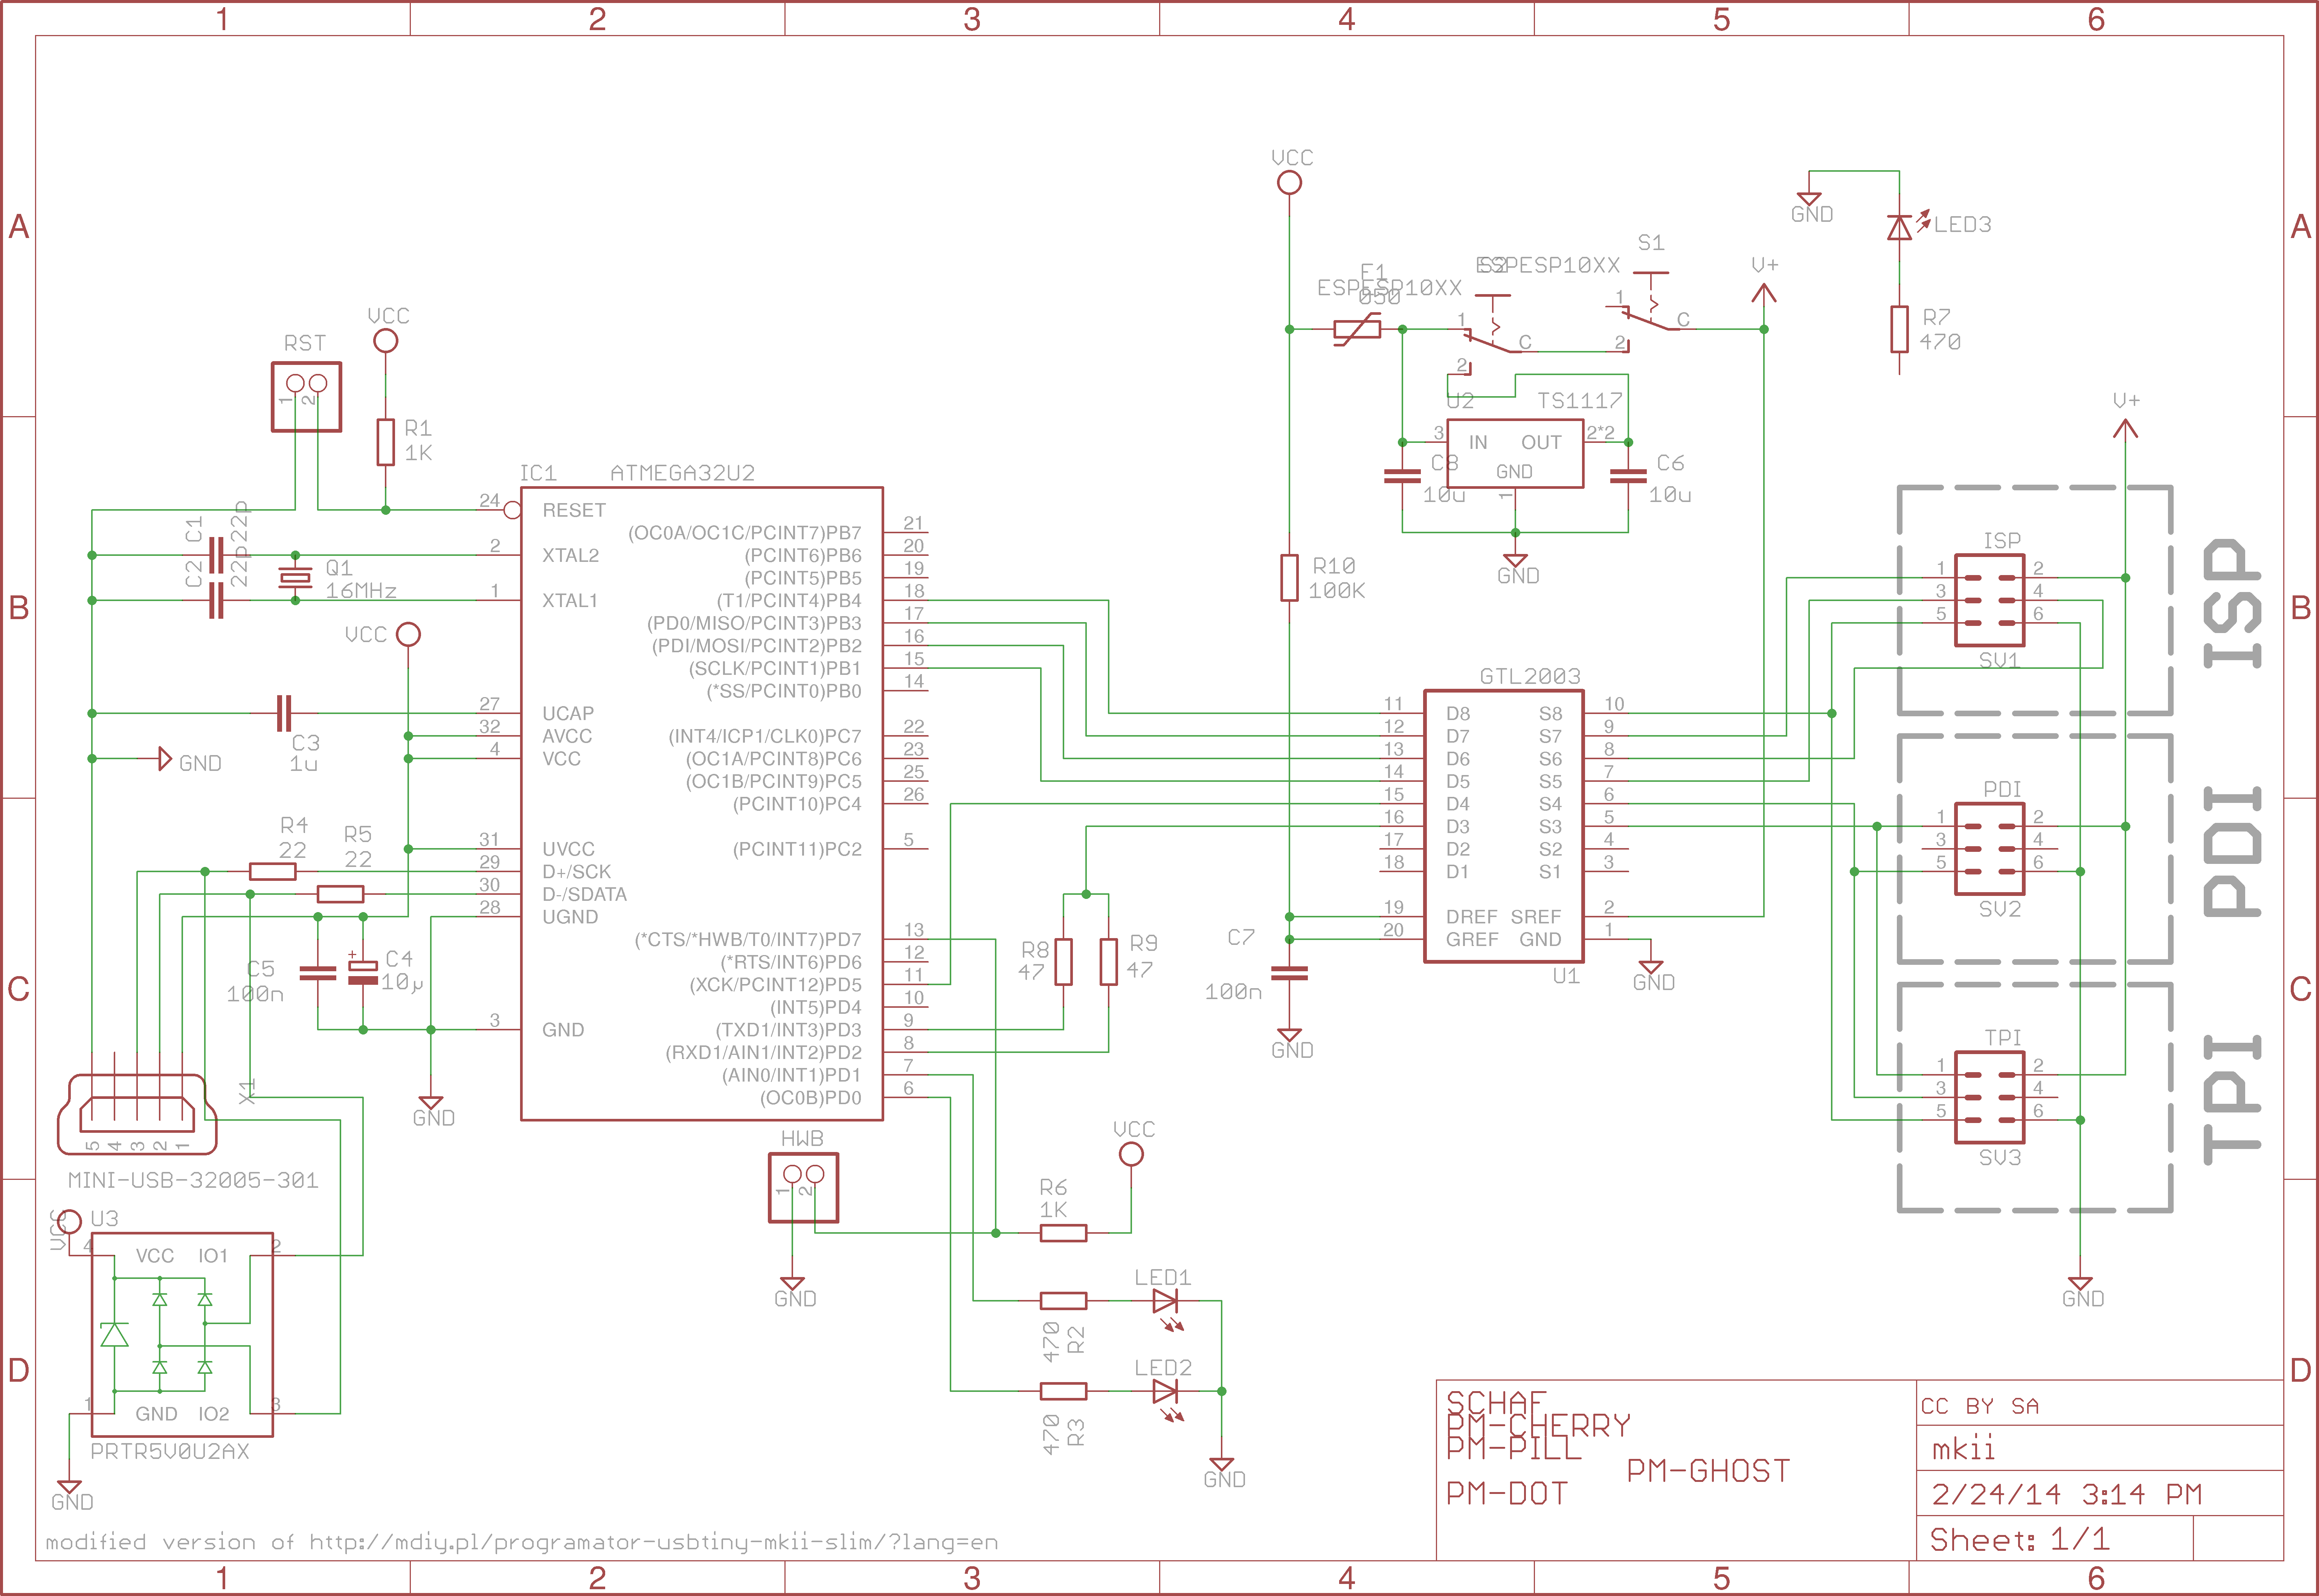 1 2 3 4 5 6
A A
B B
C C
D D
RST
1 2
VCC
R1
1K
IC1 ATMEGA32U2
24 RESET
2 XTAL2
1 XTAL1
27 UCAP
32 AVCC
4 VCC
31 UVCC
29 D+/SCK
30 D-/SDATA
28 UGND
3 GND
(OC0A/OC1C/PCINT7)PB7 21
(PCINT6)PB6 20
(PCINT5)PB5 19
(T1/PCINT4)PB4 18
(PD0/MISO/PCINT3)PB3 17
(PDI/MOSI/PCINT2)PB2 16
(SCLK/PCINT1)PB1 15
(*SS/PCINT0)PB0 14
(INT4/ICP1/CLK0)PC7 22
(OC1A/PCINT8)PC6 23
(OC1B/PCINT9)PC5 25
(PCINT10)PC4 26
(PCINT11)PC2 5
(*CTS/*HWB/T0/INT7)PD7 13
(*RTS/INT6)PD6 12
(XCK/PCINT12)PD5 11
(INT5)PD4 10
(TXD1/INT3)PD3 9
(RXD1/AIN1/INT2)PD2 8
(AIN0/INT1)PD1 7
(OC0B)PD0 6
C1 22P
C2 22P
Q1
16MHz
VCC
C3
1u
GND
R4
22
R5
22
C5
100n
+
C4
10µ
GND
X1
5 4 3 2 1
MINI-USB-32005-301
VCC
U3
4 VCC IO1 2
1 GND IO2 3
PRTR5V0U2AX
GND
modified version of http://mdiy.pl/programator-usbtiny-mkii-slim/?lang=en
HWB
1 2
GND
VCC
R6
1K
470
R2
LED1
470
R3
LED2
GND
R8
47
R9
47
VCC
F1
050
ESPESP10XX
ESPESP10XX
S2
1
2
C
S1
1
2
C
V+
U2 TS1117
3 IN OUT 2*2
GND
1
C8
10u
C6
10u
GND
R10
100K
C7
100n
GND
GTL2003
11 D8 S8 10
12 D7 S7 9
13 D6 S6 8
14 D5 S5 7
15 D4 S4 6
16 D3 S3 5
17 D2 S2 4
18 D1 S1 3
19 DREF SREF 2
20 GREF GND 1
U1
GND
GND
LED3
R7
470
V+
ISP
1 2
3 4
5 6
SV1
ISP
PDI
1 2
3 4
5 6
SV2
PDI
TPI
1 2
3 4
5 6
SV3
TPI
GND
SCHAF
PM-CHERRY
PM-PILL
PM-GHOST
PM-DOT
CC BY SA
mkii
2/24/14 3:14 PM
Sheet: 1/1
1 2 3 4 5 6